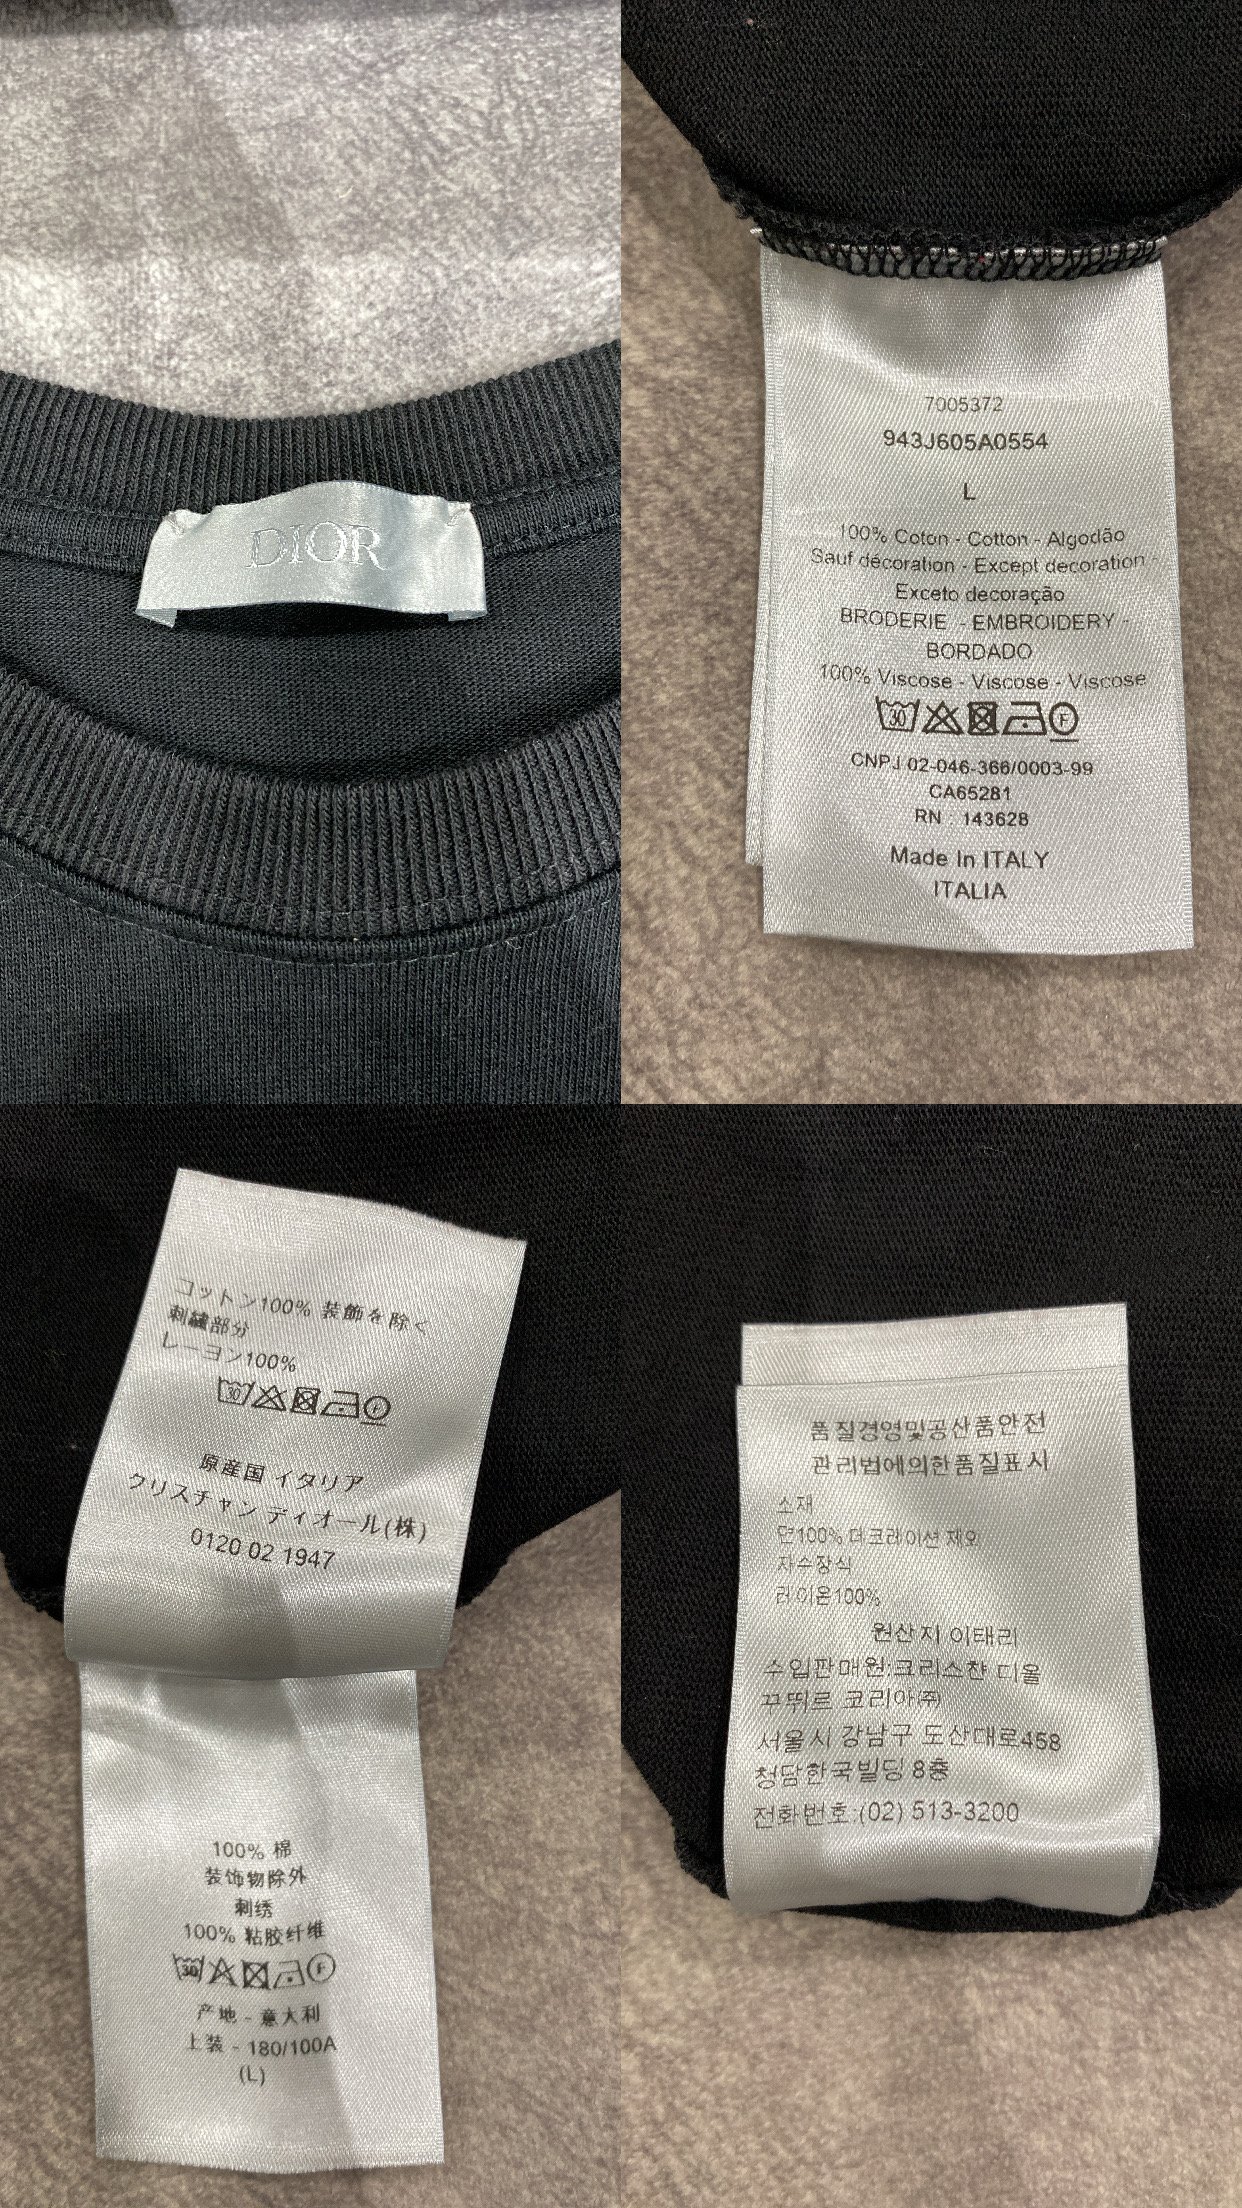 DIOR
7005372
943J605A0554
L
100% Coton - Cotton - Algodão
Sauf décoration - Except decoration -
Exceto decoração
BRODERIE - EMBROIDERY -
BORDADO
100% Viscose - Viscose - Viscose
30
F
CNPJ 02-046-366/0003-99
CA65281
RN 143628
Made In ITALY
ITALIA
コットン100% 装飾を除く
刺繍部分
レーヨン100%
30
F
原産国 イタリア
クリスチャン ディオール(株)
0120 02 1947
100% 棉
装饰物除外
刺绣
100% 粘胶纤维
30
F
产地 - 意大利
上装 - 180/100A
(L)
품질경영및공산품안전
관리법에의한품질표시
소재
면100% 데코레이션 제외
자수장식
레이온100%
원산지 이태리
수입판매원:크리스챤 디올
꾸뛰르 코리아㈜
서울시 강남구 도산대로458
청담한국빌딩 8층
전화번호:(02) 513-3200